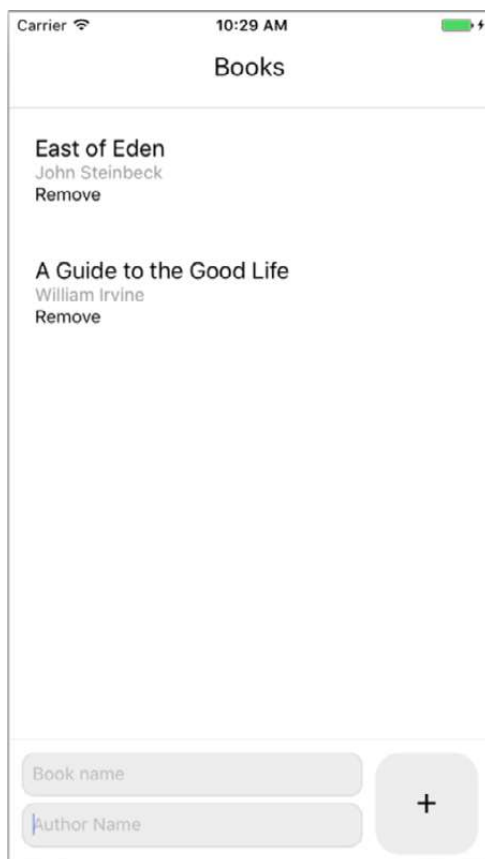 Carrier 10:29 AM
Books
East of Eden
John Steinbeck
Remove
A Guide to the Good Life
William Irvine
Remove
Book name
Author Name
+